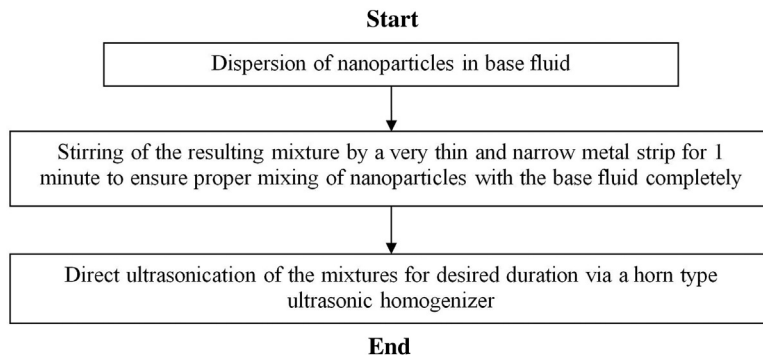 Start
Dispersion of nanoparticles in base fluid
Stirring of the resulting mixture by a very thin and narrow metal strip for 1
minute to ensure proper mixing of nanoparticles with the base fluid completely
Direct ultrasonication of the mixtures for desired duration via a horn type
ultrasonic homogenizer
End